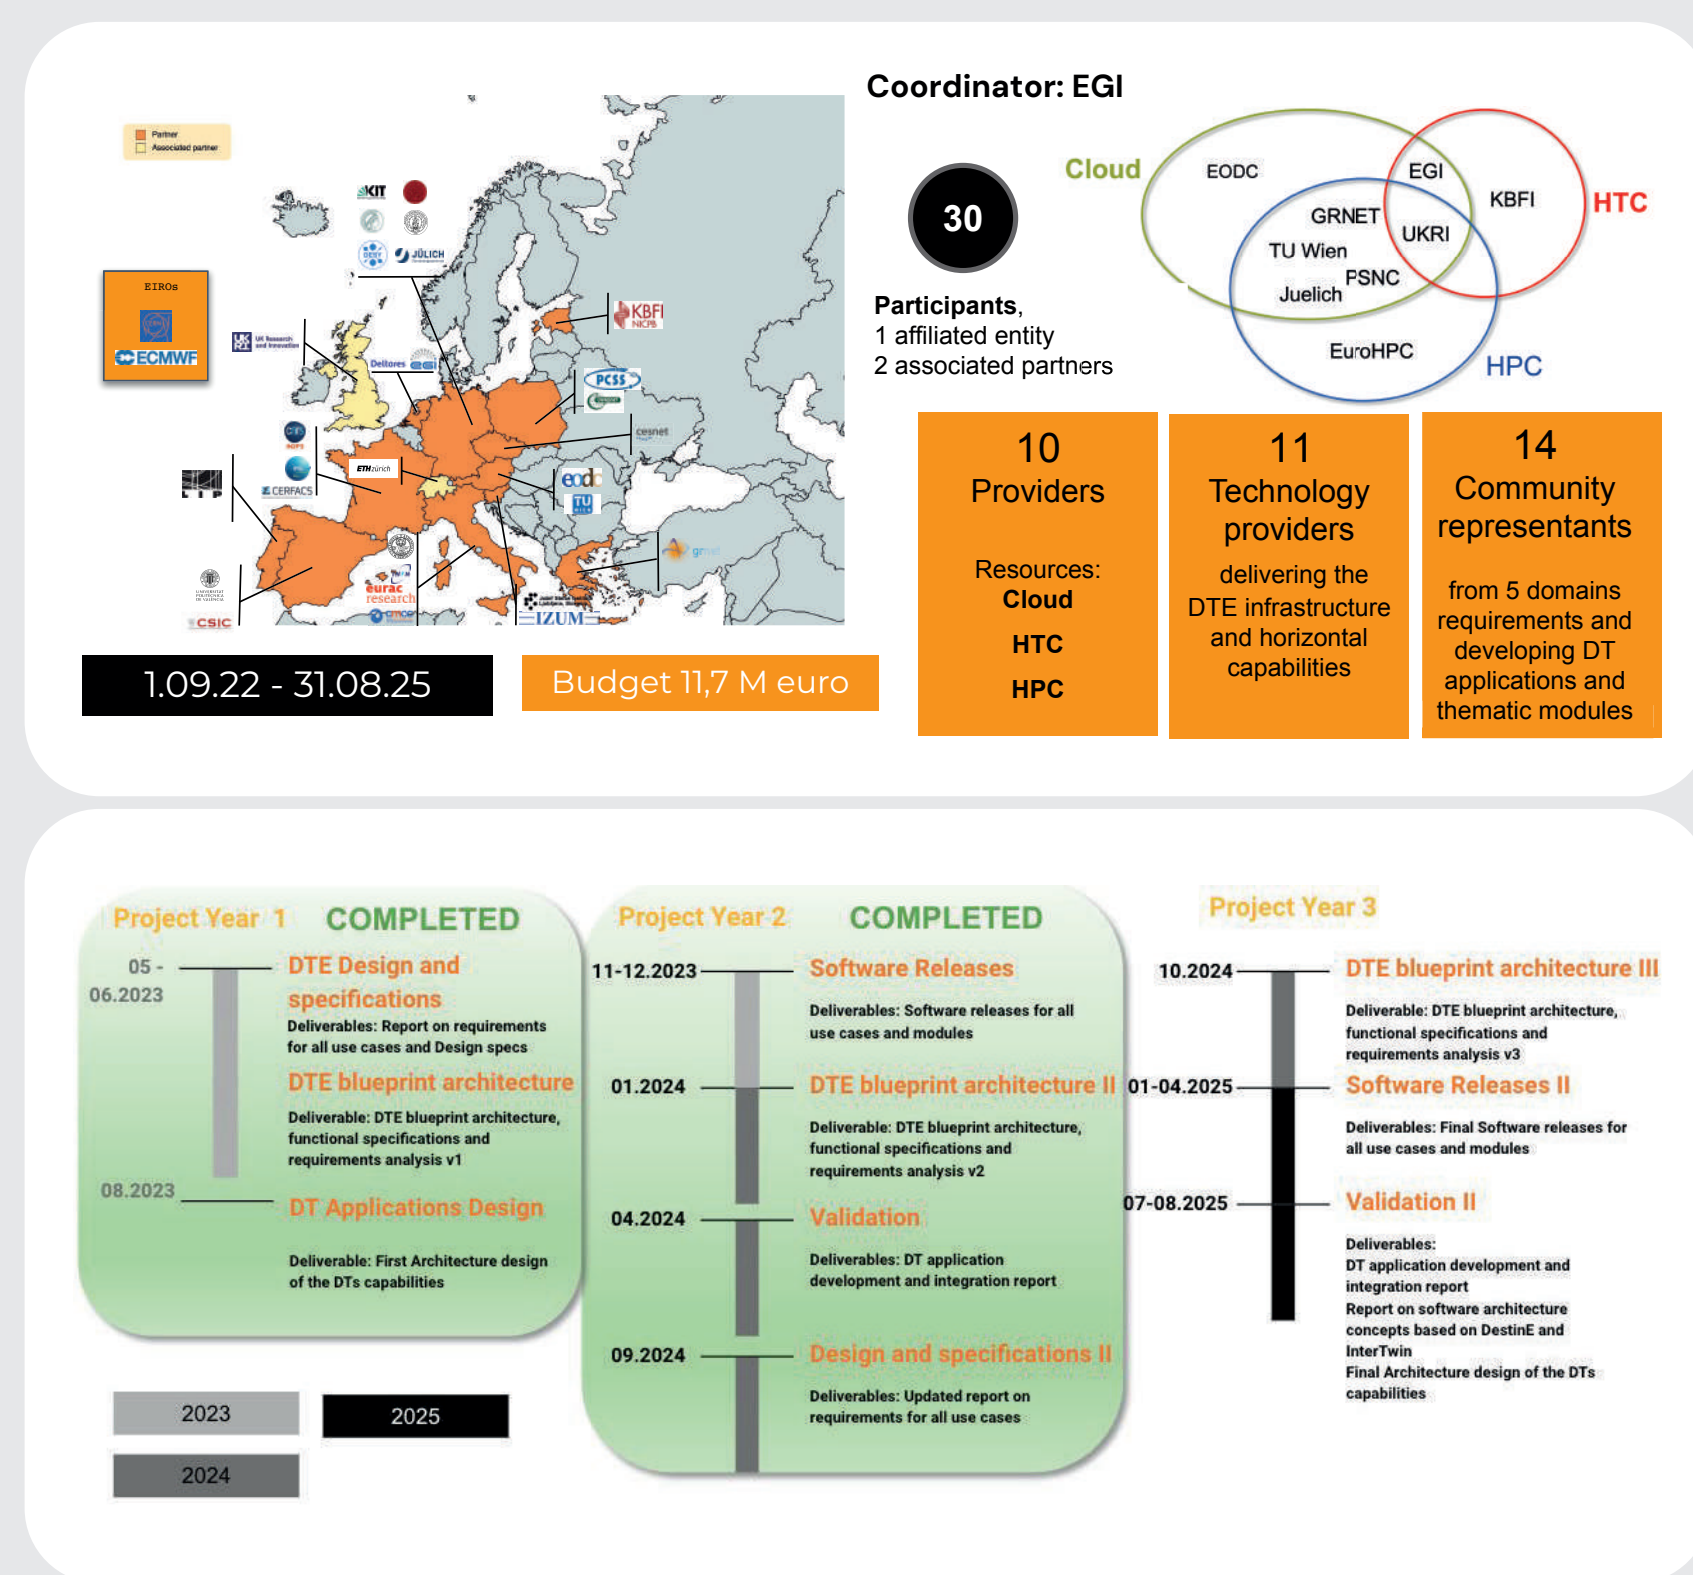 Coordinator: EGI
Partner
Associated partner
30
Participants,
1 affiliated entity
2 associated partners
Cloud
EODC
EGI
KBFI
HTC
GRNET
UKRI
TU Wien
PSNC
Juelich
EuroHPC
HPC
KIT
DESY
JÜLICH
EIROs
CERN
ECMWF
UK Research
and Innovation
Deltares
egi
KBFI
NICPB
PCSS
cesnet
cnrs
CERFACS
ETH zürich
eodc
TU
WIEN
LIP
grnet
UNIVERSITAT
POLITÈCNICA
DE VALÈNCIA
CSIC
eurac
research
cmcc
IZUM
1.09.22 - 31.08.25
Budget 11,7 M euro
10
Providers
Resources:
Cloud
HTC
HPC
11
Technology
providers
delivering the
DTE infrastructure
and horizontal
capabilities
14
Community
representants
from 5 domains
requirements and
developing DT
applications and
thematic modules
Project Year 1
COMPLETED
05 -
06.2023
DTE Design and
specifications
Deliverables: Report on requirements
for all use cases and Design specs
DTE blueprint architecture
Deliverable: DTE blueprint architecture,
functional specifications and
requirements analysis v1
08.2023
DT Applications Design
Deliverable: First Architecture design
of the DTs capabilities
Project Year 2
COMPLETED
11-12.2023
Software Releases
Deliverables: Software releases for all
use cases and modules
01.2024
DTE blueprint architecture II
Deliverable: DTE blueprint architecture,
functional specifications and
requirements analysis v2
04.2024
Validation
Deliverables: DT application
development and integration report
09.2024
Design and specifications II
Deliverables: Updated report on
requirements for all use cases
Project Year 3
10.2024
DTE blueprint architecture III
Deliverable: DTE blueprint architecture,
functional specifications and
requirements analysis v3
01-04.2025
Software Releases II
Deliverables: Final Software releases for
all use cases and modules
07-08.2025
Validation II
Deliverables:
DT application development and
integration report
Report on software architecture
concepts based on DestinE and
InterTwin
Final Architecture design of the DTs
capabilities
2023
2025
2024